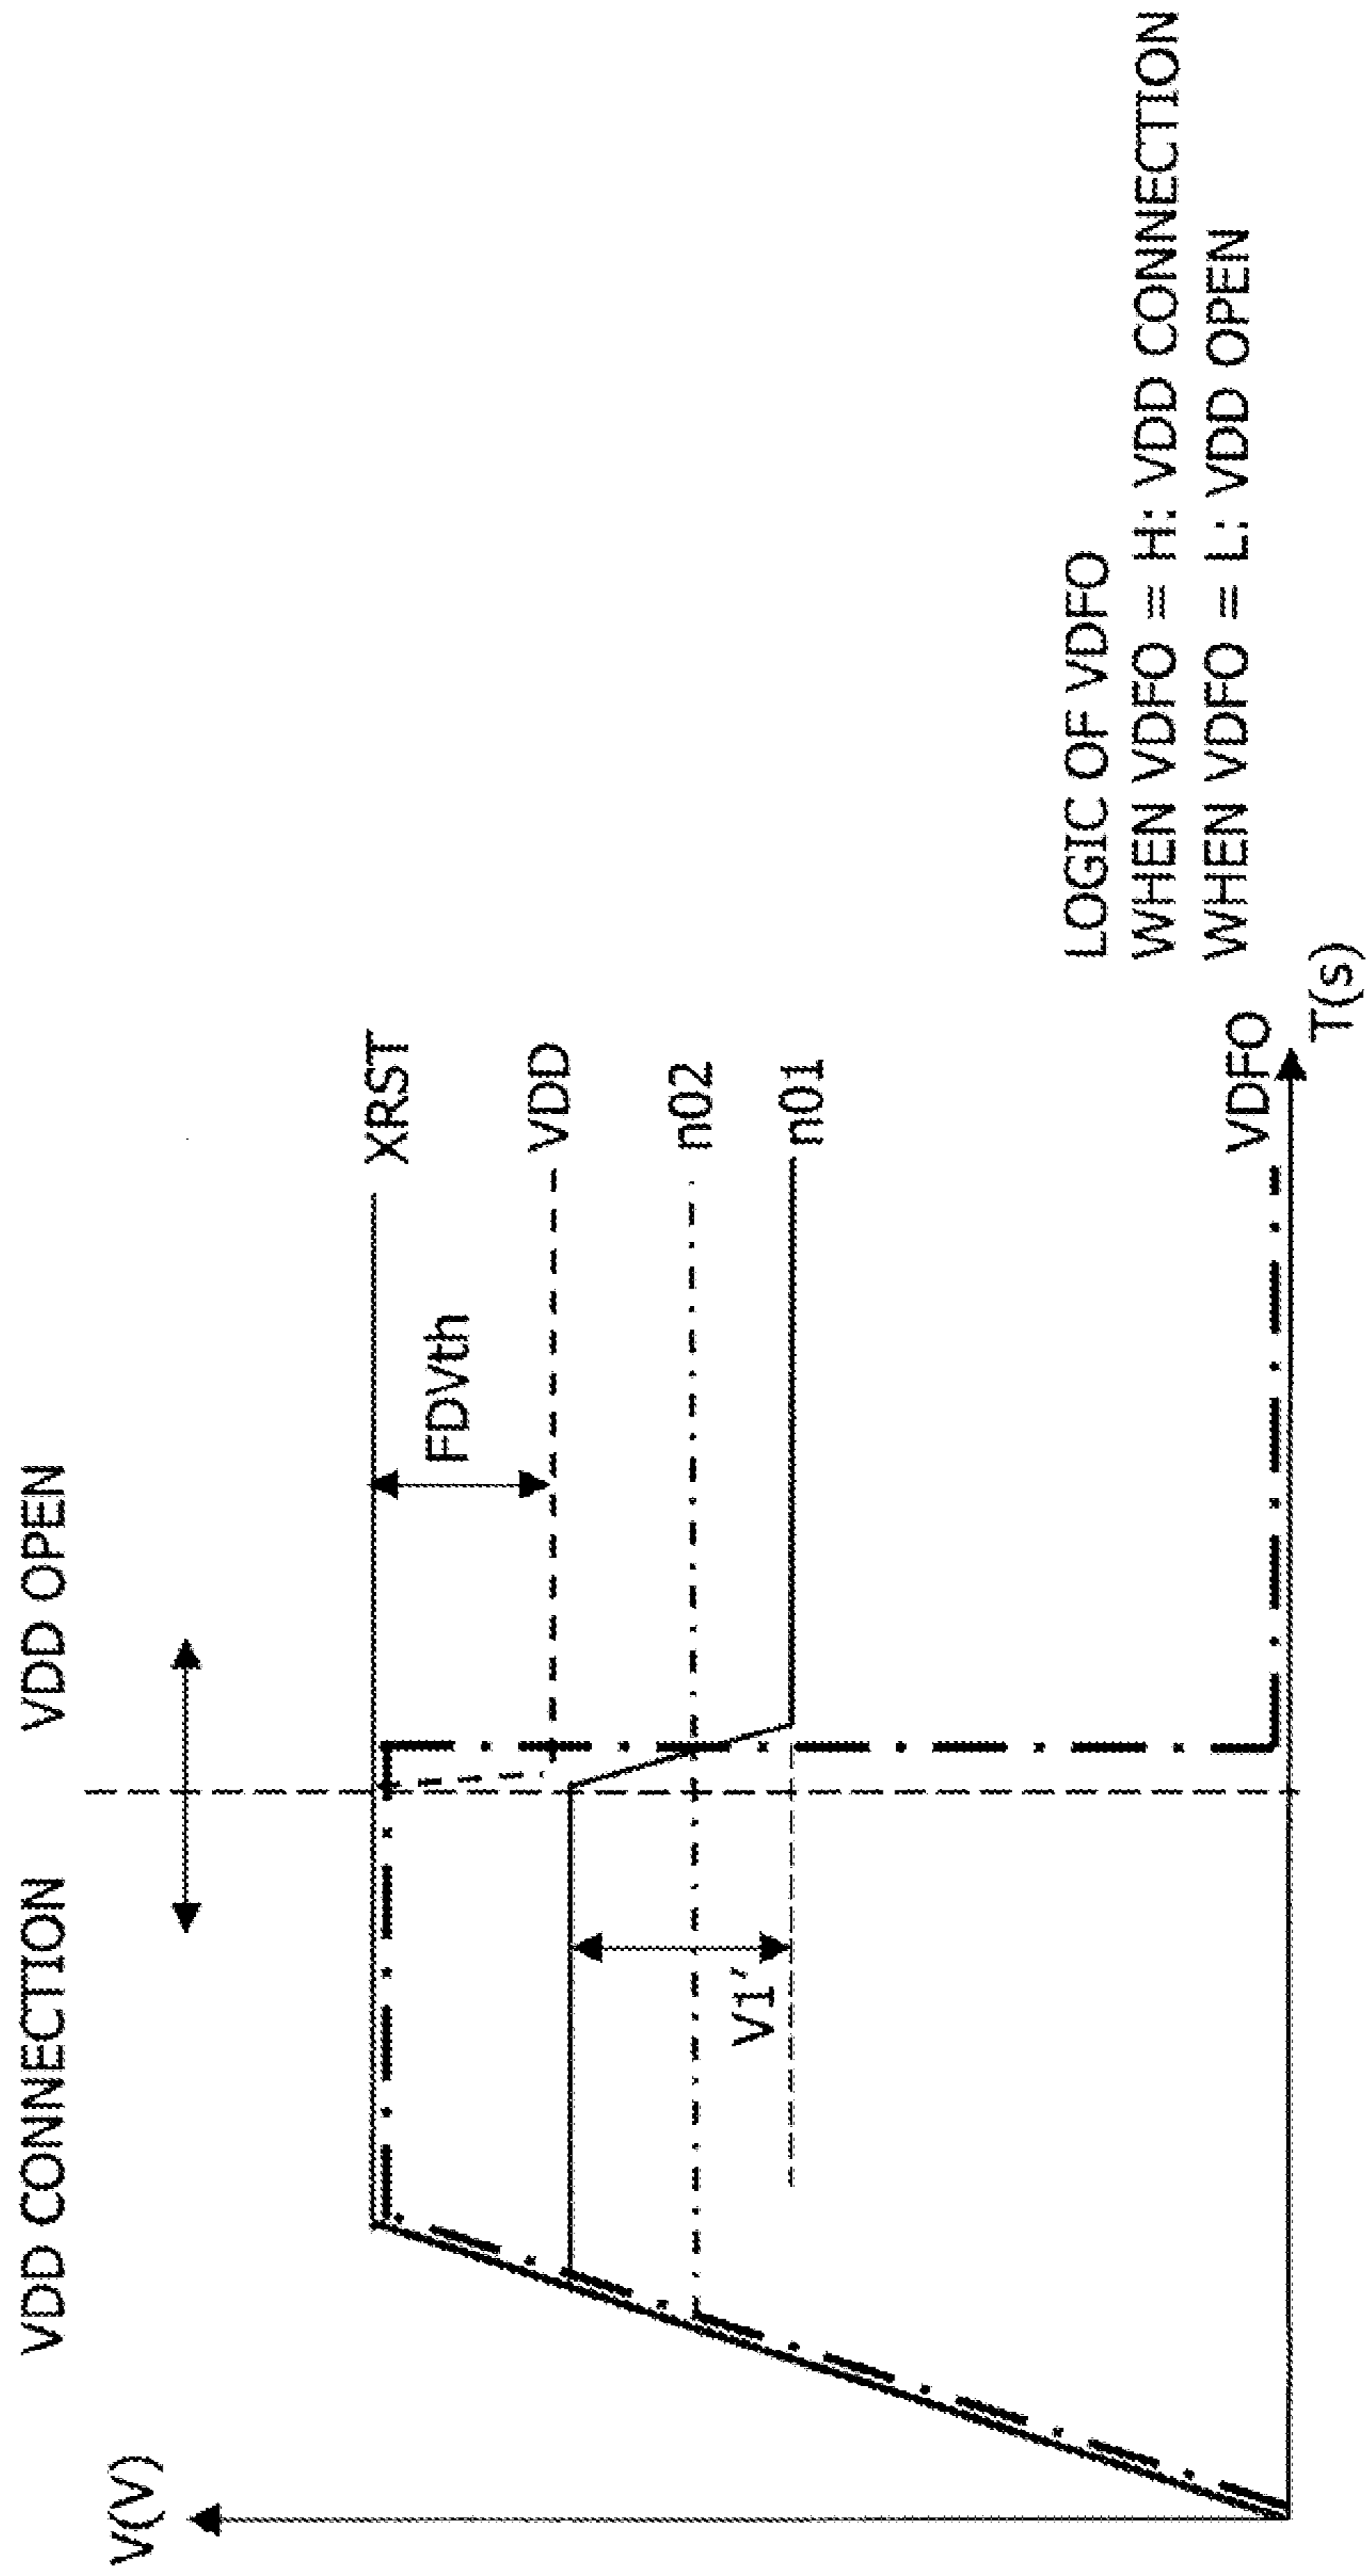 V(V)
VDD CONNECTION
VDD OPEN
XRST
FDVth
VDD
n02
V1’
n01
VDFO
T(s)
LOGIC OF VDFO
WHEN VDFO = H: VDD CONNECTION
WHEN VDFO = L: VDD OPEN